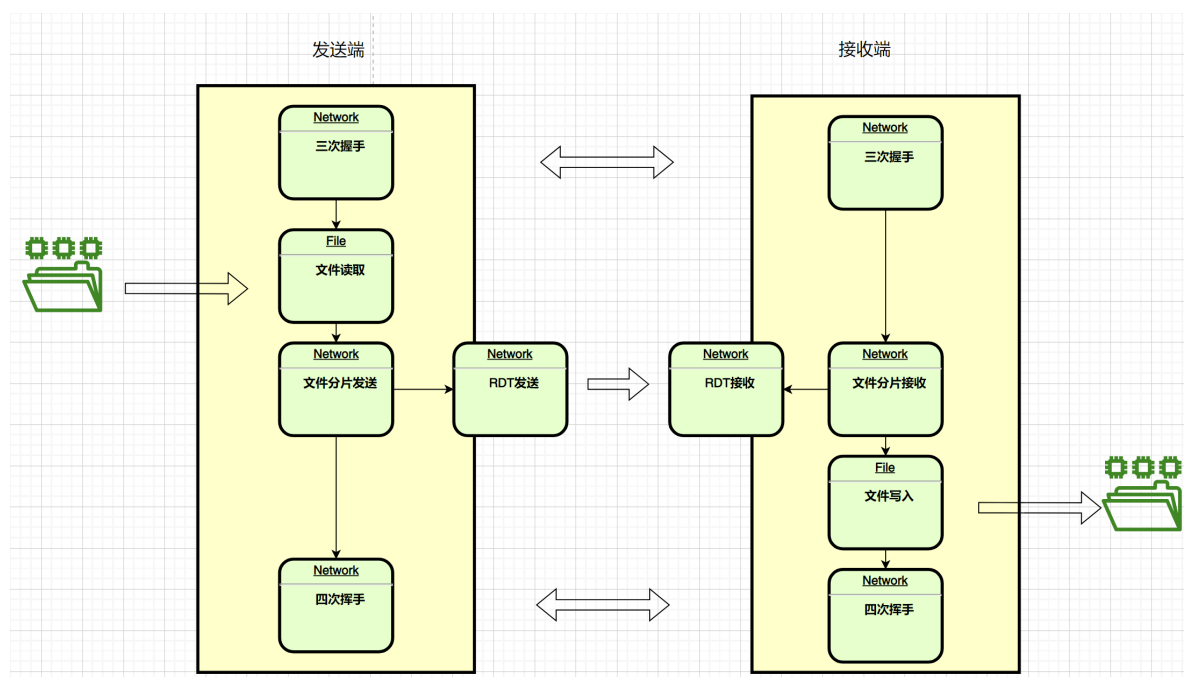 发送端
接收端
Network
三次握手
File
文件读取
Network
文件分片发送
Network
RDT发送
Network
四次挥手
Network
三次握手
Network
RDT接收
Network
文件分片接收
File
文件写入
Network
四次挥手